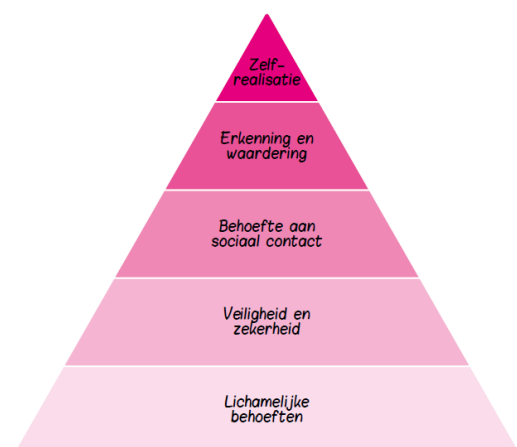 Zelf-
realisatie
Erkenning en
waardering
Behoefte aan
sociaal contact
Veiligheid en
zekerheid
Lichamelijke
behoeften